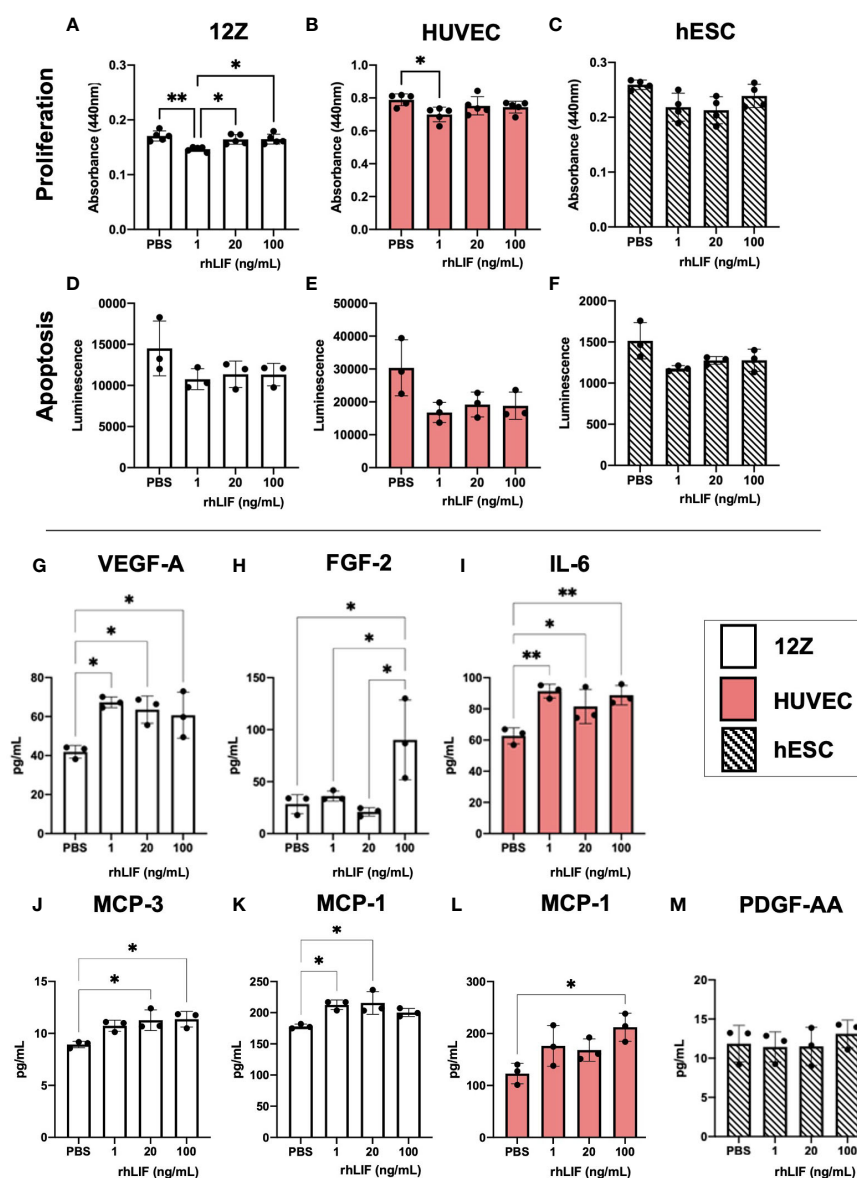 A 12Z
B HUVEC
C hESC
Proliferation
Absorbance (440nm)
0.3
0.2
0.1
0.0
** * *
PBS 1 20 100
rhLIF (ng/mL)
Absorbance (440nm)
1.0
0.8
0.6
0.4
0.2
0.0
*
PBS 1 20 100
rhLIF (ng/mL)
Absorbance (440nm)
0.3
0.2
0.1
0.0
PBS 1 20 100
rhLIF (ng/mL)
Apoptosis
D
Luminescence
0000
15000
10000
5000
0
PBS 1 20 100
rhLIF (ng/mL)
E
Luminescence
50000
40000
30000
20000
10000
0
PBS 1 20 100
rhLIF (ng/mL)
F
Luminescence
2000
1500
1000
500
0
PBS 1 20 100
rhLIF (ng/mL)
G VEGF-A
pg/mL
80
60
40
20
0
*
*
*
PBS 1 20 100
rhLIF (ng/mL)
H FGF-2
pg/mL
150
100
50
0
*
*
*
PBS 1 20 100
rhLIF (ng/mL)
I IL-6
pg/mL
100
80
60
40
20
0
**
*
**
PBS 1 20 100
rhLIF (ng/mL)
12Z
HUVEC
hESC
J MCP-3
pg/mL
15
10
5
0
*
*
PBS 1 20 100
rhLIF (ng/mL)
K MCP-1
pg/mL
250
200
150
100
50
0
*
*
PBS 1 20 100
rhLIF (ng/mL)
L MCP-1
pg/mL
300
200
100
0
*
PBS 1 20 100
rhLIF (ng/mL)
M PDGF-AA
pg/mL
20
15
10
5
0
PBS 1 20 100
rhLIF (ng/mL)